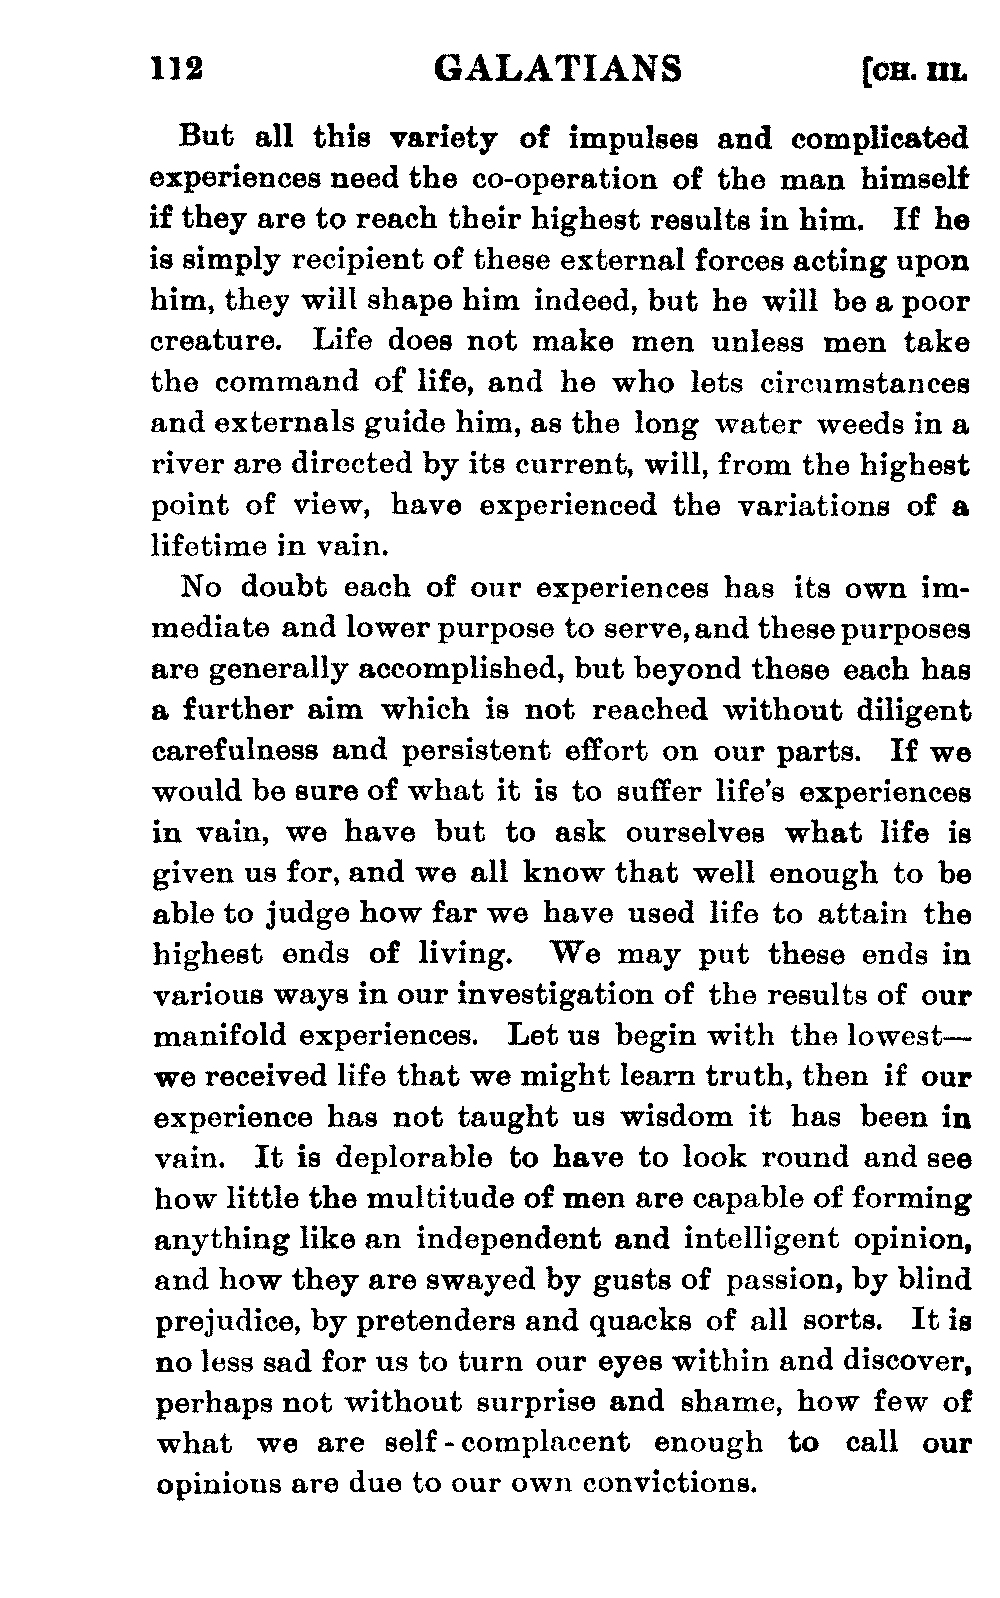 112 GALATIANS [CH. III.
But all this variety of impulses and complicated
experiences need the co-operation of the man himself
if they are to reach their highest results in him. If he
is simply recipient of these external forces acting upon
him, they will shape him indeed, but he will be a poor
creature. Life does not make men unless men take
the command of life, and he who lets circumstances
and externals guide him, as the long water weeds in a
river are directed by its current, will, from the highest
point of view, have experienced the variations of a
lifetime in vain.
No doubt each of our experiences has its own im-
mediate and lower purpose to serve, and these purposes
are generally accomplished, but beyond these each has
a further aim which is not reached without diligent
carefulness and persistent effort on our parts. If we
would be sure of what it is to suffer life's experiences
in vain, we have but to ask ourselves what life is
given us for, and we all know that well enough to be
able to judge how far we have used life to attain the
highest ends of living. We may put these ends in
various ways in our investigation of the results of our
manifold experiences. Let us begin with the lowest—
we received life that we might learn truth, then if our
experience has not taught us wisdom it has been in
vain. It is deplorable to have to look round and see
how little the multitude of men are capable of forming
anything like an independent and intelligent opinion,
and how they are swayed by gusts of passion, by blind
prejudice, by pretenders and quacks of all sorts. It is
no less sad for us to turn our eyes within and discover,
perhaps not without surprise and shame, how few of
what we are self-complacent enough to call our
opinions are due to our own convictions.